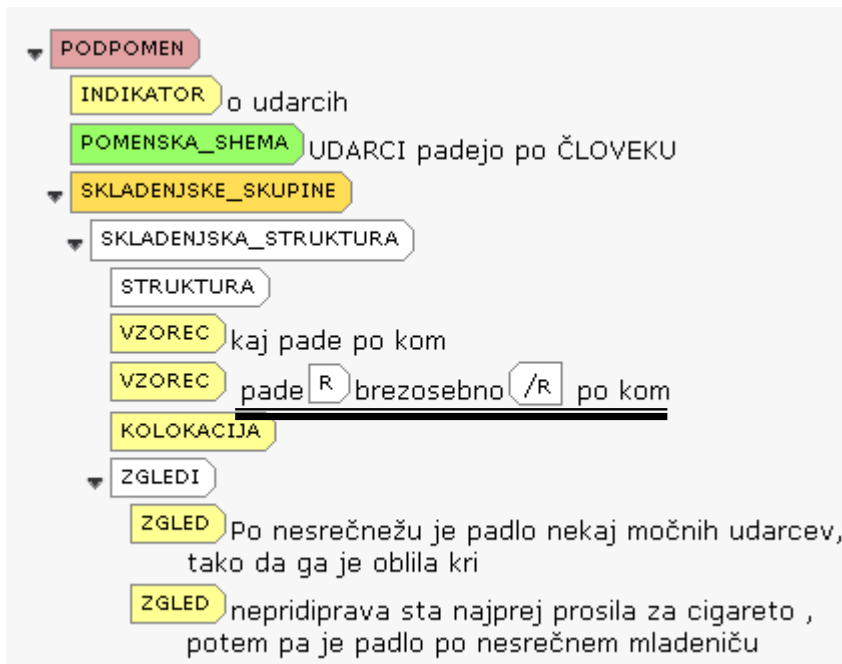 PODPOMEN
INDIKATOR o udarcih
POMENSKA_SHEMA UDARCI padejo po ČLOVEKU
SKLADENJSKE_SKUPINE
SKLADENJSKA_STRUKTURA
STRUKTURA
VZOREC kaj pade po kom
VZOREC pade R brezosebno /R po kom
KOLOKACIJA
ZGLEDI
ZGLED Po nesrečnežu je padlo nekaj močnih udarcev,
tako da ga je oblila kri
ZGLED nepridiprava sta najprej prosila za cigareto ,
potem pa je padlo po nesrečnem mladeniču